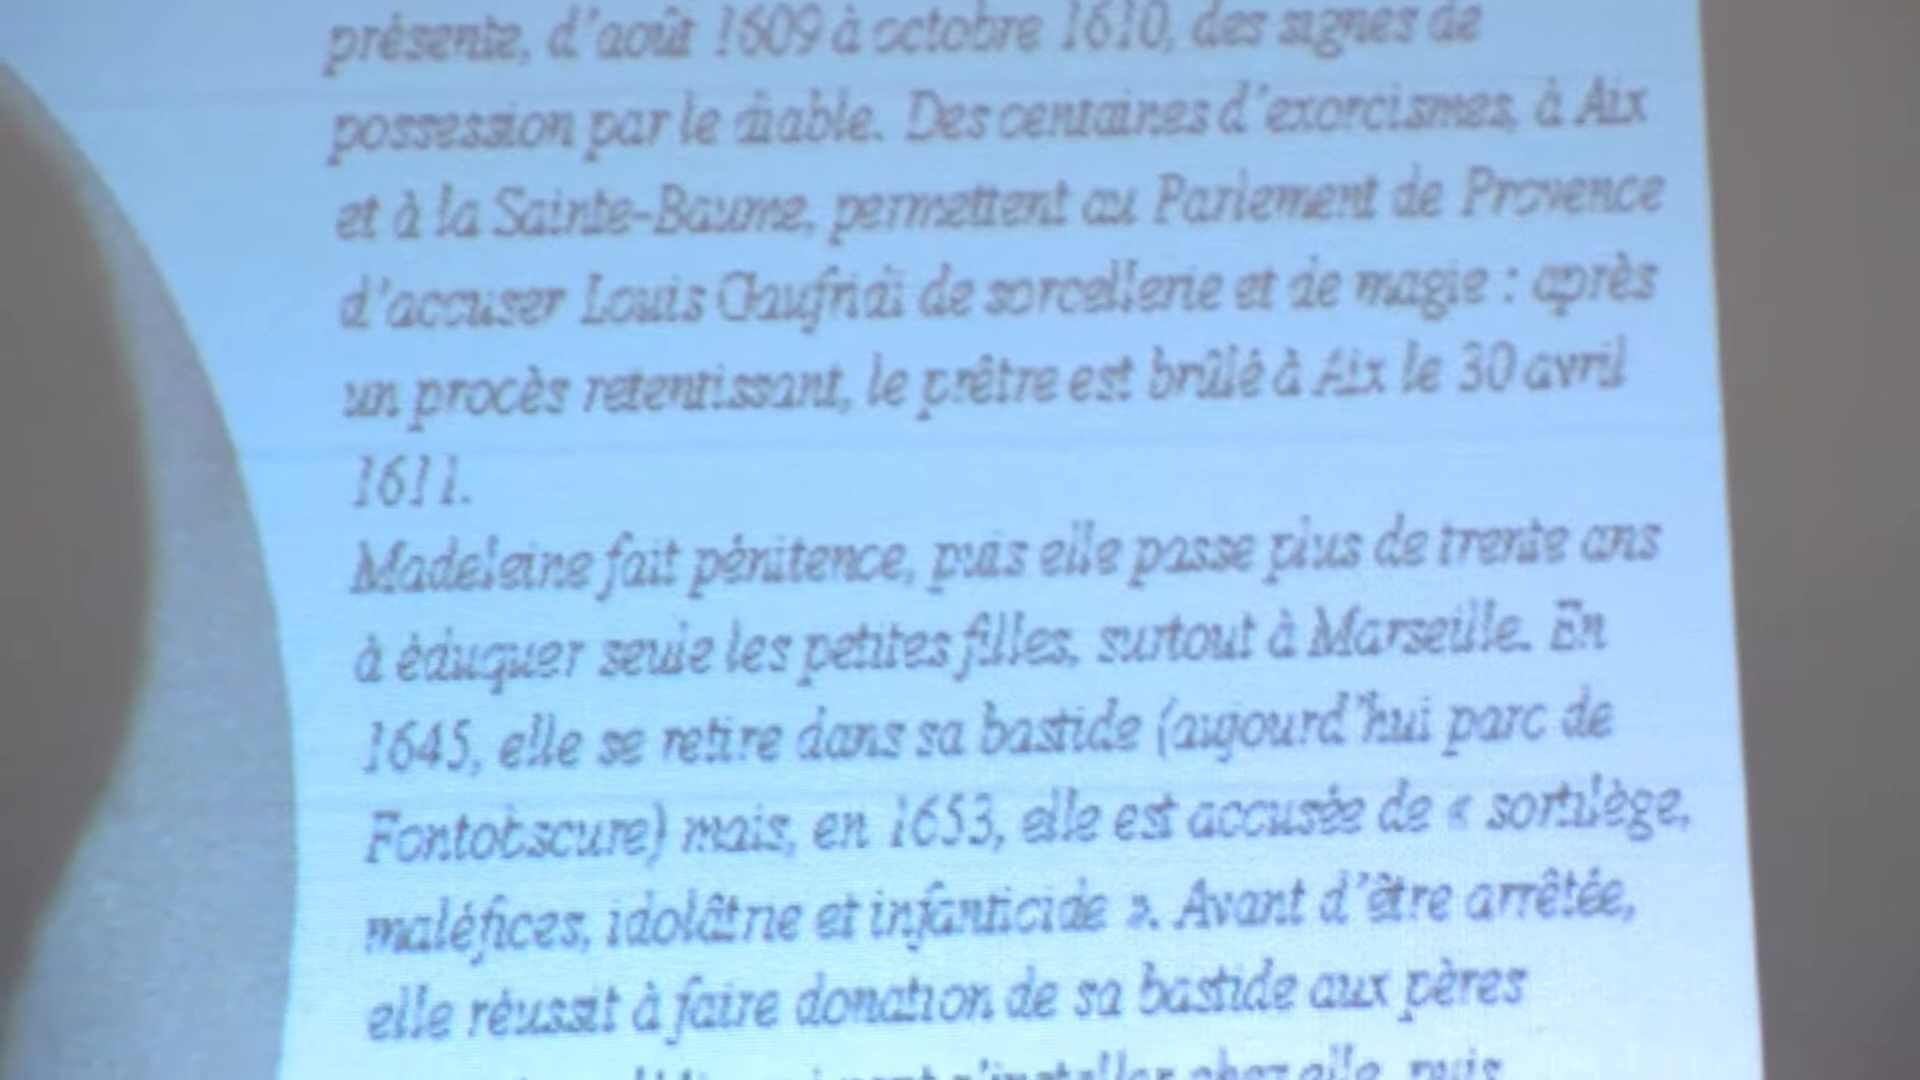 présente, d'août 1609 à octobre 1610, des signes de
possession par le diable. Des centaines d'exorcismes, à Aix
et à la Sainte-Baume, permettent au Parlement de Provence
d'accuser Louis Gaufridi de sorcellerie et de magie : après
un procès retentissant, le prêtre est brûlé à Aix le 30 avril
1611.
Madeleine fait pénitence, puis elle passe plus de trente ans
à éduquer seule les petites filles, surtout à Marseille. En
1645, elle se retire dans sa bastide (aujourd'hui parc de
Fontobscure) mais, en 1653, elle est accusée de « sortilège,
maléfices, idolâtrie et infanticide ». Avant d'être arrêtée,
elle réussit à faire donation de sa bastide aux pères
s'installer chez elle, puis